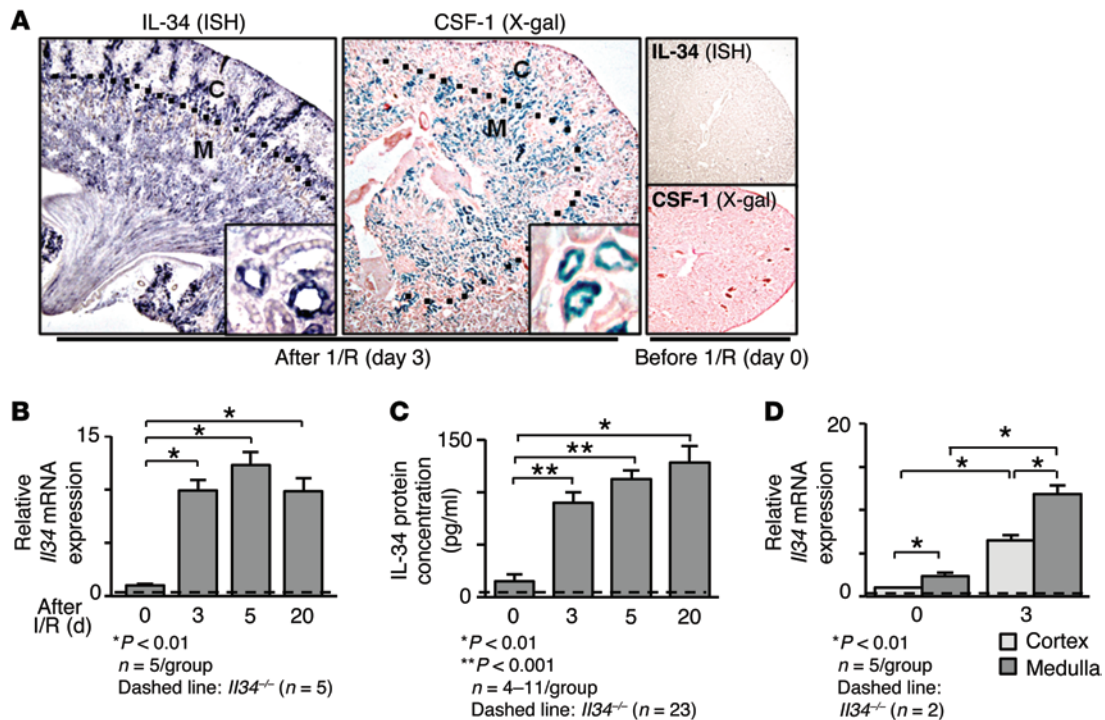 A
IL-34 (ISH)
CSF-1 (X-gal)
C
M
C
M
IL-34 (ISH)
CSF-1 (X-gal)
After 1/R (day 3)
Before 1/R (day 0)
B
Relative
Il34 mRNA
expression
15
0
* * *
After
I/R (d)
0 3 5 20
*P < 0.01
n = 5/group
Dashed line: Il34–/– (n = 5)
C
IL-34 protein
concentration
(pg/ml)
150
0
** ** *
0 3 5 20
*P < 0.01
**P < 0.001
n = 4–11/group
Dashed line: Il34–/– (n = 23)
D
Relative
Il34 mRNA
expression
20
0
* * * *
0 3
*P < 0.01
n = 5/group
Dashed line:
Il34–/– (n = 2)
Cortex
Medulla